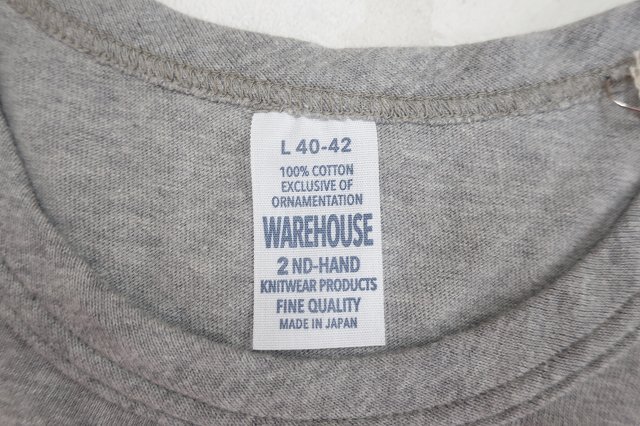 L 40-42
100% COTTON
EXCLUSIVE OF
ORNAMENTATION
WAREHOUSE
2 ND-HAND
KNITWEAR PRODUCTS
FINE QUALITY
MADE IN JAPAN